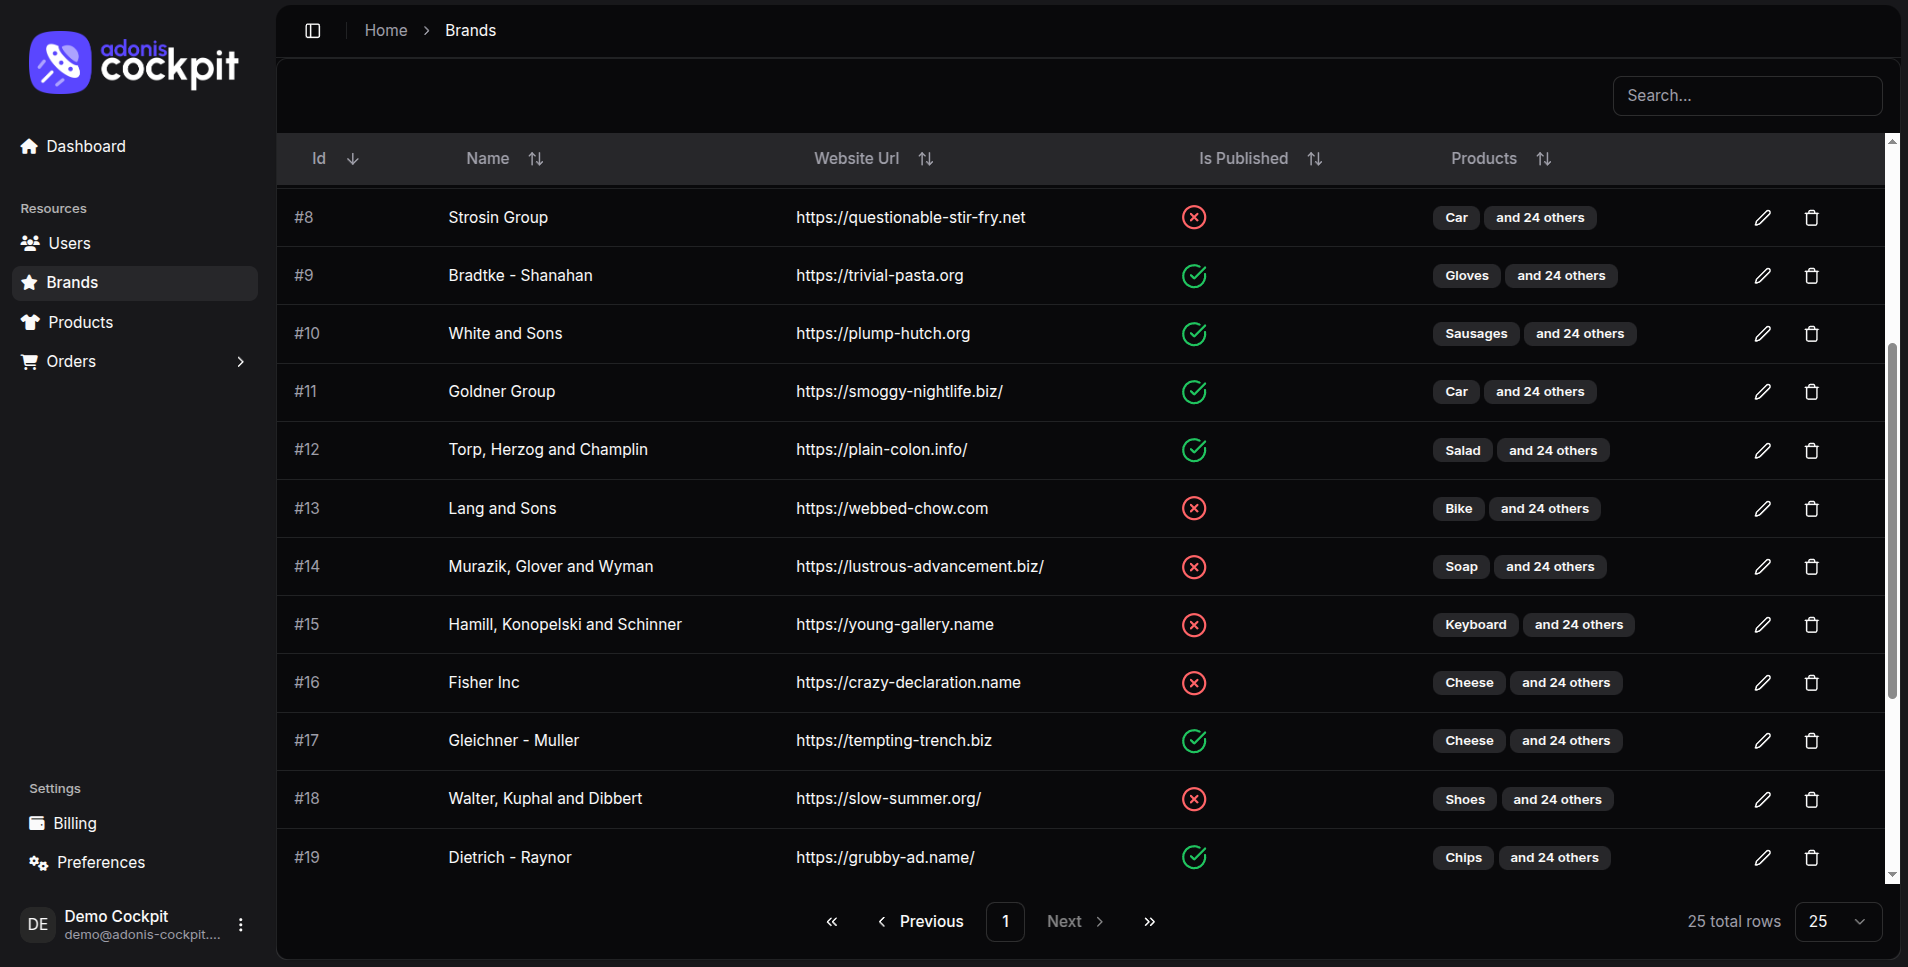 adonis
cockpit
Dashboard
Resources
Users
Brands
Products
Orders
Settings
Billing
Preferences
DE
Demo Cockpit
demo@adonis-cockpit....
Home > Brands
Search...
Id Name Website Url Is Published Products
#8 Strosin Group https://questionable-stir-fry.net Car and 24 others
#9 Bradtke - Shanahan https://trivial-pasta.org Gloves and 24 others
#10 White and Sons https://plump-hutch.org Sausages and 24 others
#11 Goldner Group https://smoggy-nightlife.biz/ Car and 24 others
#12 Torp, Herzog and Champlin https://plain-colon.info/ Salad and 24 others
#13 Lang and Sons https://webbed-chow.com Bike and 24 others
#14 Murazik, Glover and Wyman https://lustrous-advancement.biz/ Soap and 24 others
#15 Hamill, Konopelski and Schinner https://young-gallery.name Keyboard and 24 others
#16 Fisher Inc https://crazy-declaration.name Cheese and 24 others
#17 Gleichner - Muller https://tempting-trench.biz Cheese and 24 others
#18 Walter, Kuphal and Dibbert https://slow-summer.org/ Shoes and 24 others
#19 Dietrich - Raynor https://grubby-ad.name/ Chips and 24 others
« < Previous 1 Next > » 25 total rows 25